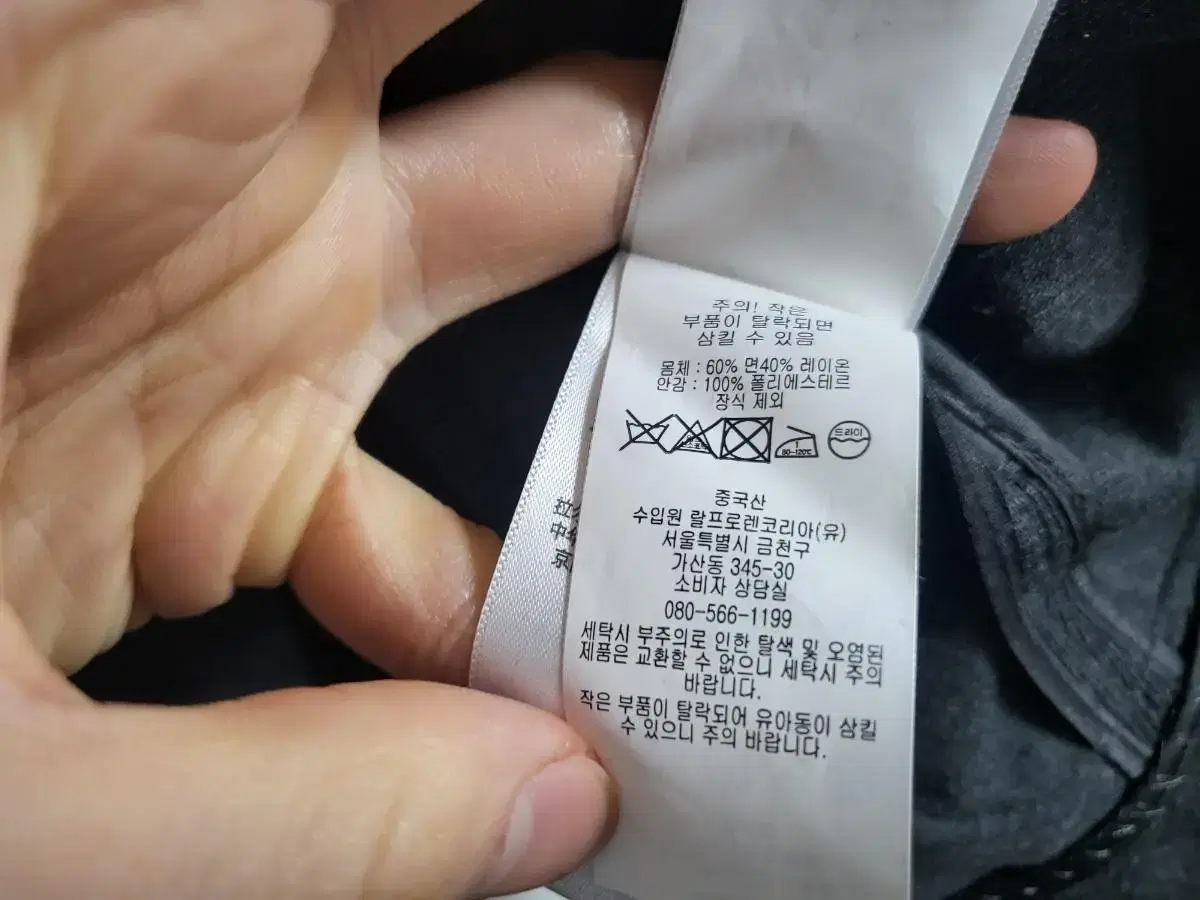 주의! 작은
부품이 탈락되면
삼킬 수 있음
몸체 : 60% 면40% 레이온
안감 : 100% 폴리에스테르
장식 제외
80-120℃
드라이
중국산
수입원 랄프로렌코리아(유)
서울특별시 금천구
가산동 345-30
소비자 상담실
080-566-1199
세탁시 부주의로 인한 탈색 및 오염된
제품은 교환할 수 없으니 세탁시 주의
바랍니다.
작은 부품이 탈락되어 유아동이 삼킬
수 있으니 주의 바랍니다.